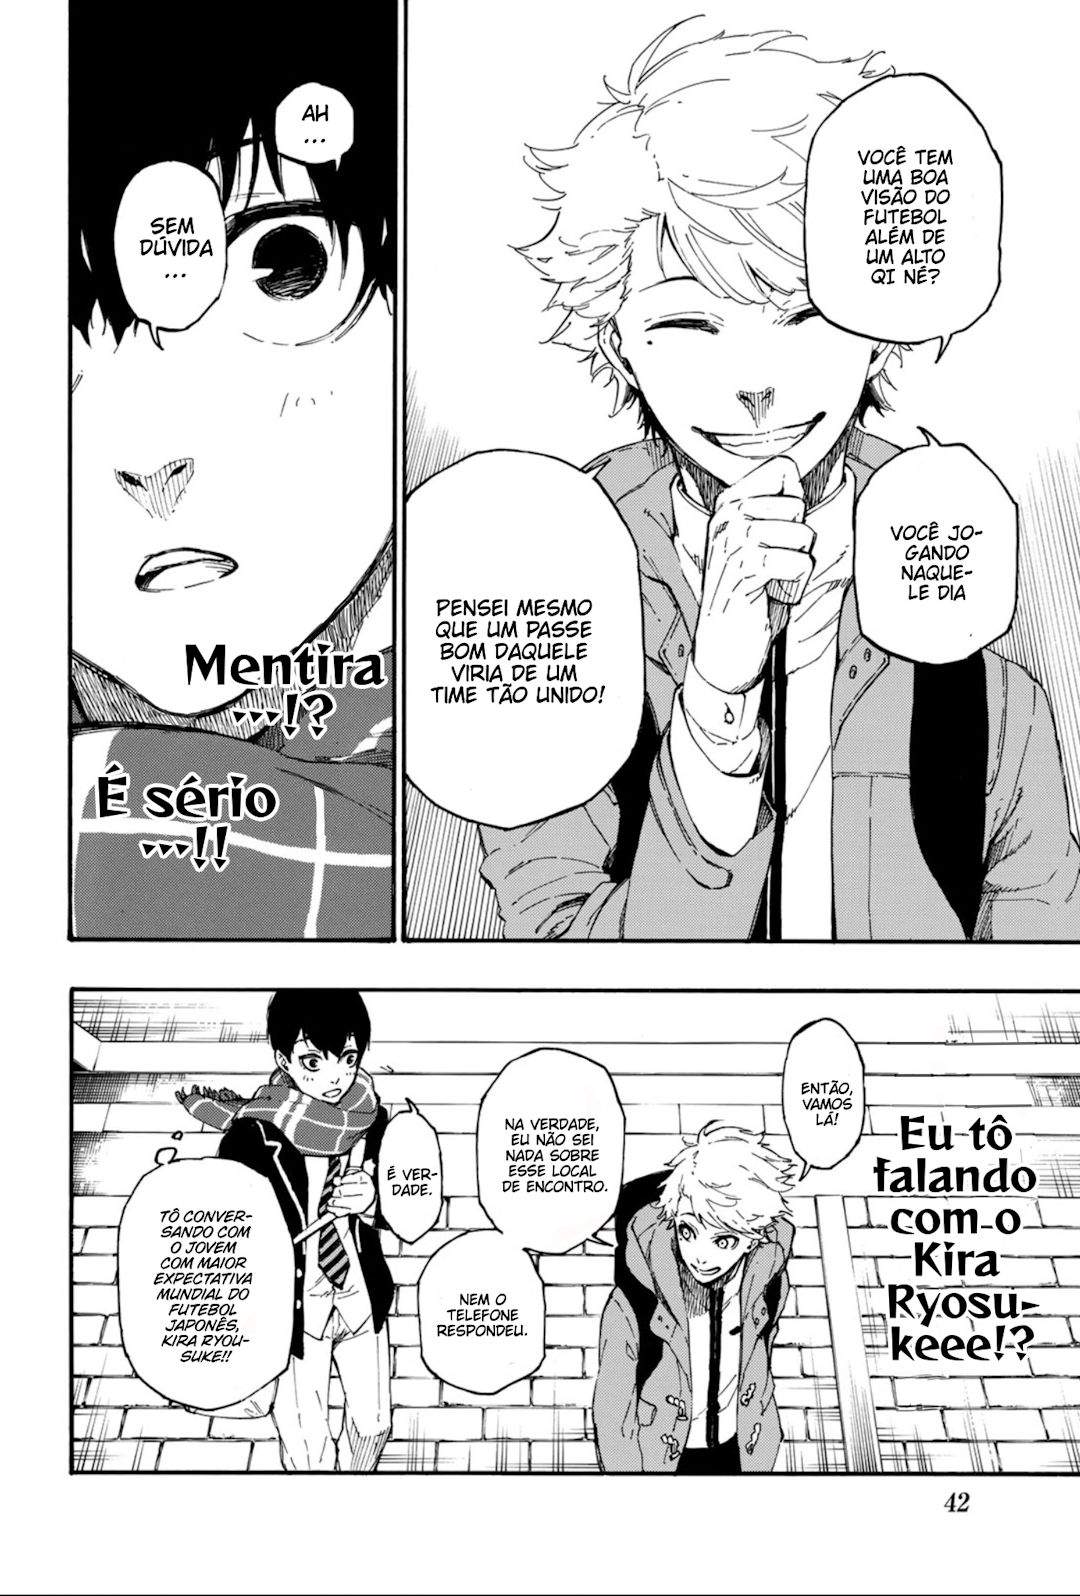 VOCÊ TEM
UMA BOA
VISÃO DO
FUTEBOL
ALÉM DE
UM ALTO
QI NÉ?
VOCÊ JO-
GANDO
NAQUE-
LE DIA
PENSEI MESMO
QUE UM PASSE
BOM DAQUELE
VIRIA DE UM
TIME TÃO UNIDO!
AH
...
SEM
DÚVIDA
...
Mentira
...!?
É sério
...!!
Eu tô
falando
com o
Kira
Ryosu-
keee!?
ENTÃO,
VAMOS
LÁ!
NA VERDADE,
EU NÃO SEI
NADA SOBRE
ESSE LOCAL
DE ENCONTRO.
NEM O
TELEFONE
RESPONDEU.
É VER-
DADE.
TÔ CONVER-
SANDO COM
O JOVEM
COM MAIOR
EXPECTATIVA
MUNDIAL DO
FUTEBOL
JAPONÊS,
KIRA RYOU-
SUKE!!
42